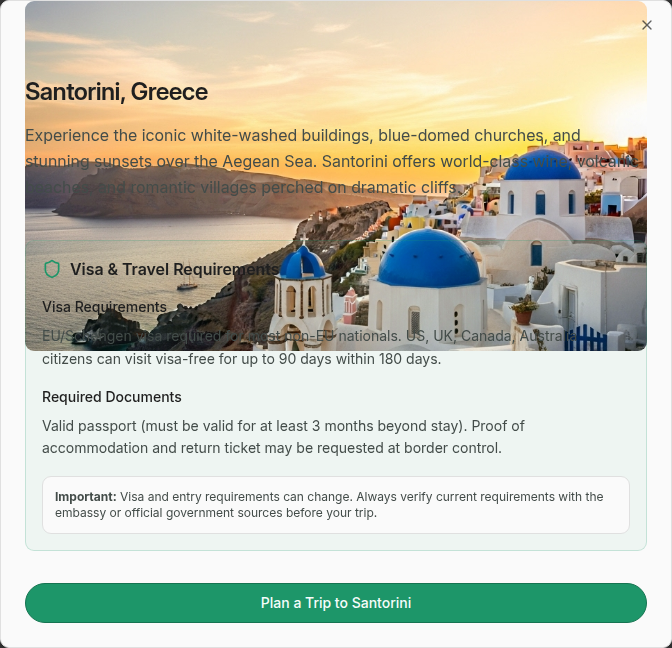 Santorini, Greece
Experience the iconic white-washed buildings, blue-domed churches, and
stunning sunsets over the Aegean Sea. Santorini offers world-class wine, volcanic
beaches, and romantic villages perched on dramatic cliffs.
Visa & Travel Requirements
Visa Requirements
EU/Schengen visa required for most non-EU nationals. US, UK, Canada, Australia
citizens can visit visa-free for up to 90 days within 180 days.
Required Documents
Valid passport (must be valid for at least 3 months beyond stay). Proof of
accommodation and return ticket may be requested at border control.
Important: Visa and entry requirements can change. Always verify current requirements with the
embassy or official government sources before your trip.
Plan a Trip to Santorini